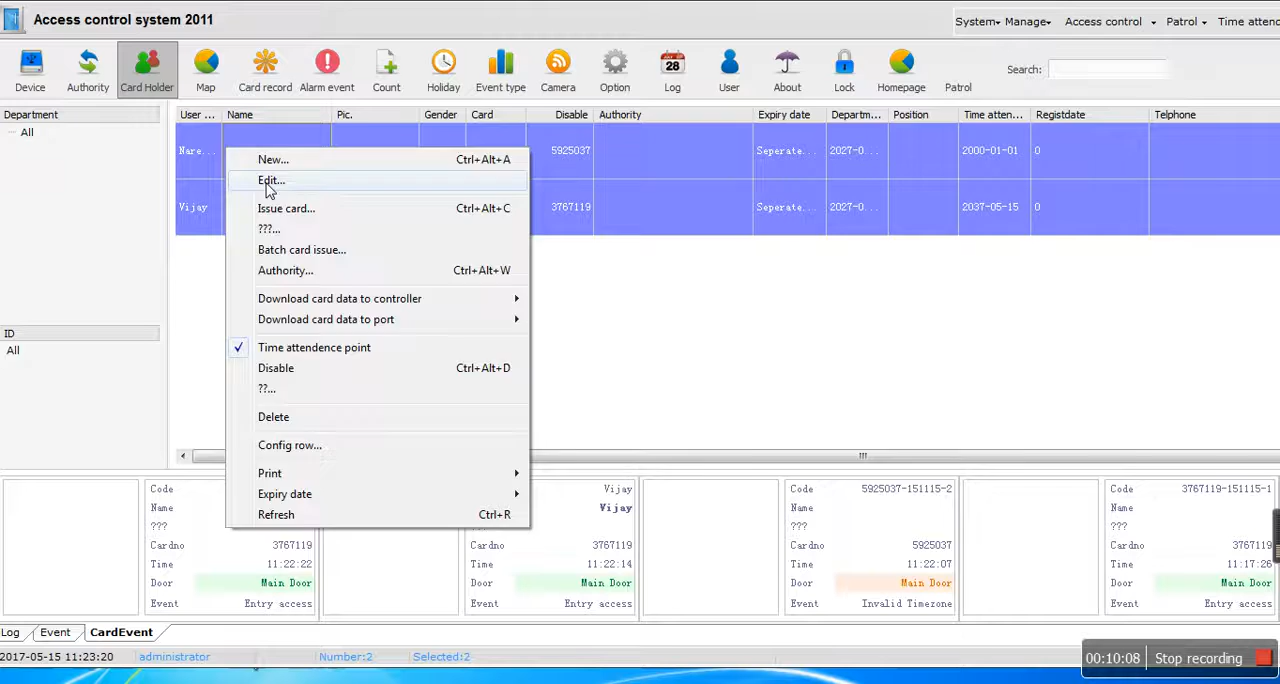 Access control system 2011
System Manage Access control Patrol Time attend
Device Authority Card Holder Map Card record Alarm event Count Holiday Event type Camera Option Log User About Lock Homepage Patrol Search:
JUL 09
28
Department
All
ID
All
User ... Name Pic. Gender Card Disable Authority Expiry date Departm... Position Time atten... Registdate Telphone
Nare... 5925037 Seperate... 2027-0... 2000-01-01 0
Vijay 3767119 Seperate... 2027-0... 2037-05-15 0
New... Ctrl+Alt+A
Edit...
Issue card... Ctrl+Alt+C
???...
Batch card issue...
Authority... Ctrl+Alt+W
Download card data to controller
Download card data to port
Time attendence point
Disable Ctrl+Alt+D
??...
Delete
Config row...
Print
Expiry date
Refresh Ctrl+R
Code
Name
???
Cardno 3767119
Time 11:22:22
Door Main Door
Event Entry access
Vijay
Vijay
Cardno 3767119
Time 11:22:14
Door Main Door
Event Entry access
Code 5925037-151115-2
Name
???
Cardno 5925037
Time 11:22:07
Door Main Door
Event Invalid Timezone
Code 3767119-151115-1
Name
???
Cardno 3767119
Time 11:17:26
Door Main Door
Event Entry access
Log Event CardEvent
2017-05-15 11:23:20 administrator Number:2 Selected:2
00:10:08 Stop recording